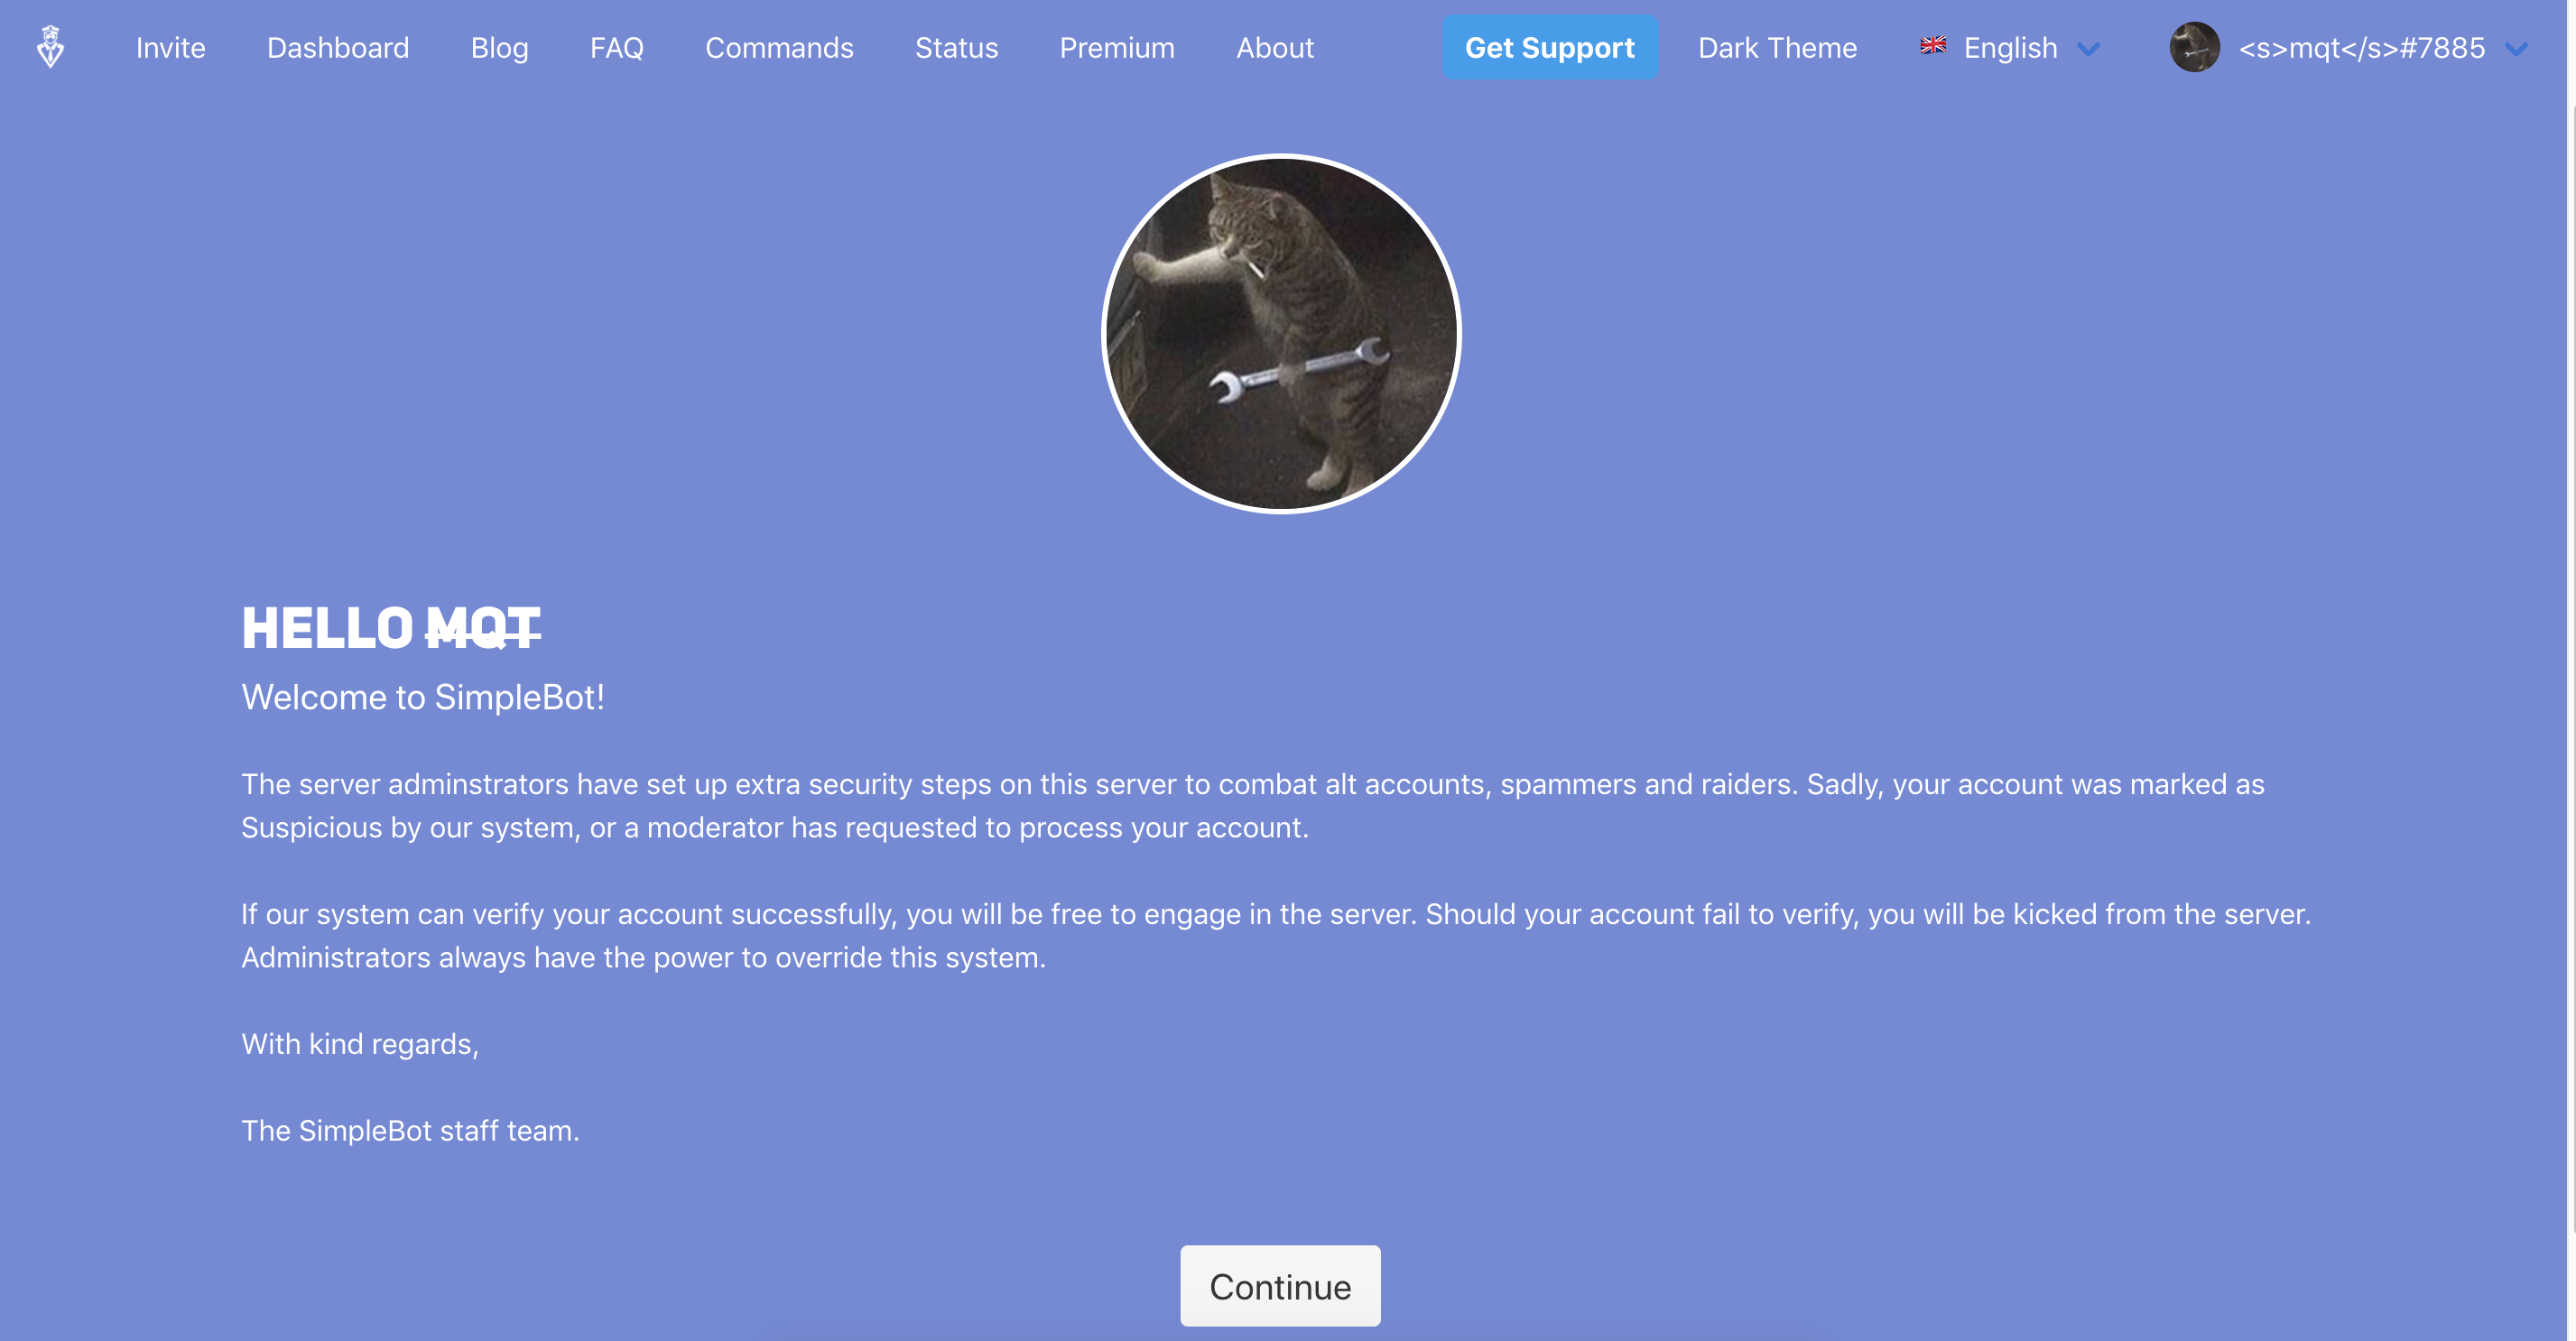 Invite Dashboard Blog FAQ Commands Status Premium About Get Support Dark Theme English <s>mqt</s>#7885
HELLO MQT
Welcome to SimpleBot!
The server adminstrators have set up extra security steps on this server to combat alt accounts, spammers and raiders. Sadly, your account was marked as
Suspicious by our system, or a moderator has requested to process your account.
If our system can verify your account successfully, you will be free to engage in the server. Should your account fail to verify, you will be kicked from the server.
Administrators always have the power to override this system.
With kind regards,
The SimpleBot staff team.
Continue